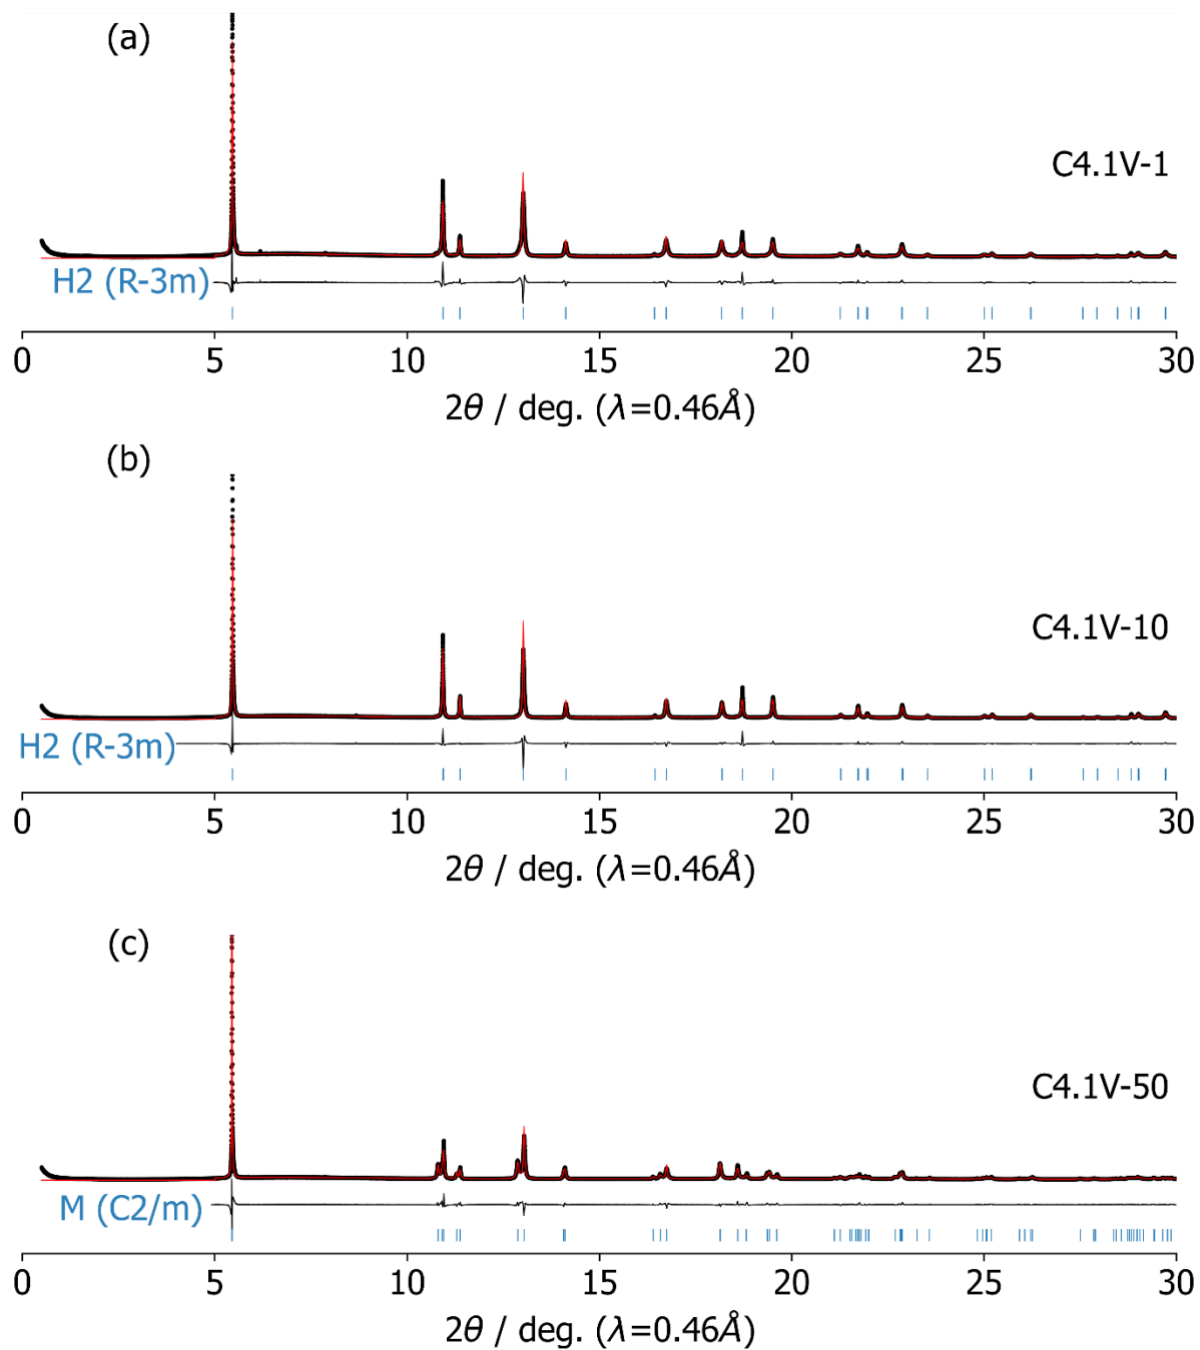 (a)
C4.1V-1
H2 (R-3m)
0 5 10 15 20 25 30
2θ / deg. (λ=0.46Å)
(b)
C4.1V-10
H2 (R-3m)
0 5 10 15 20 25 30
2θ / deg. (λ=0.46Å)
(c)
C4.1V-50
M (C2/m)
0 5 10 15 20 25 30
2θ / deg. (λ=0.46Å)